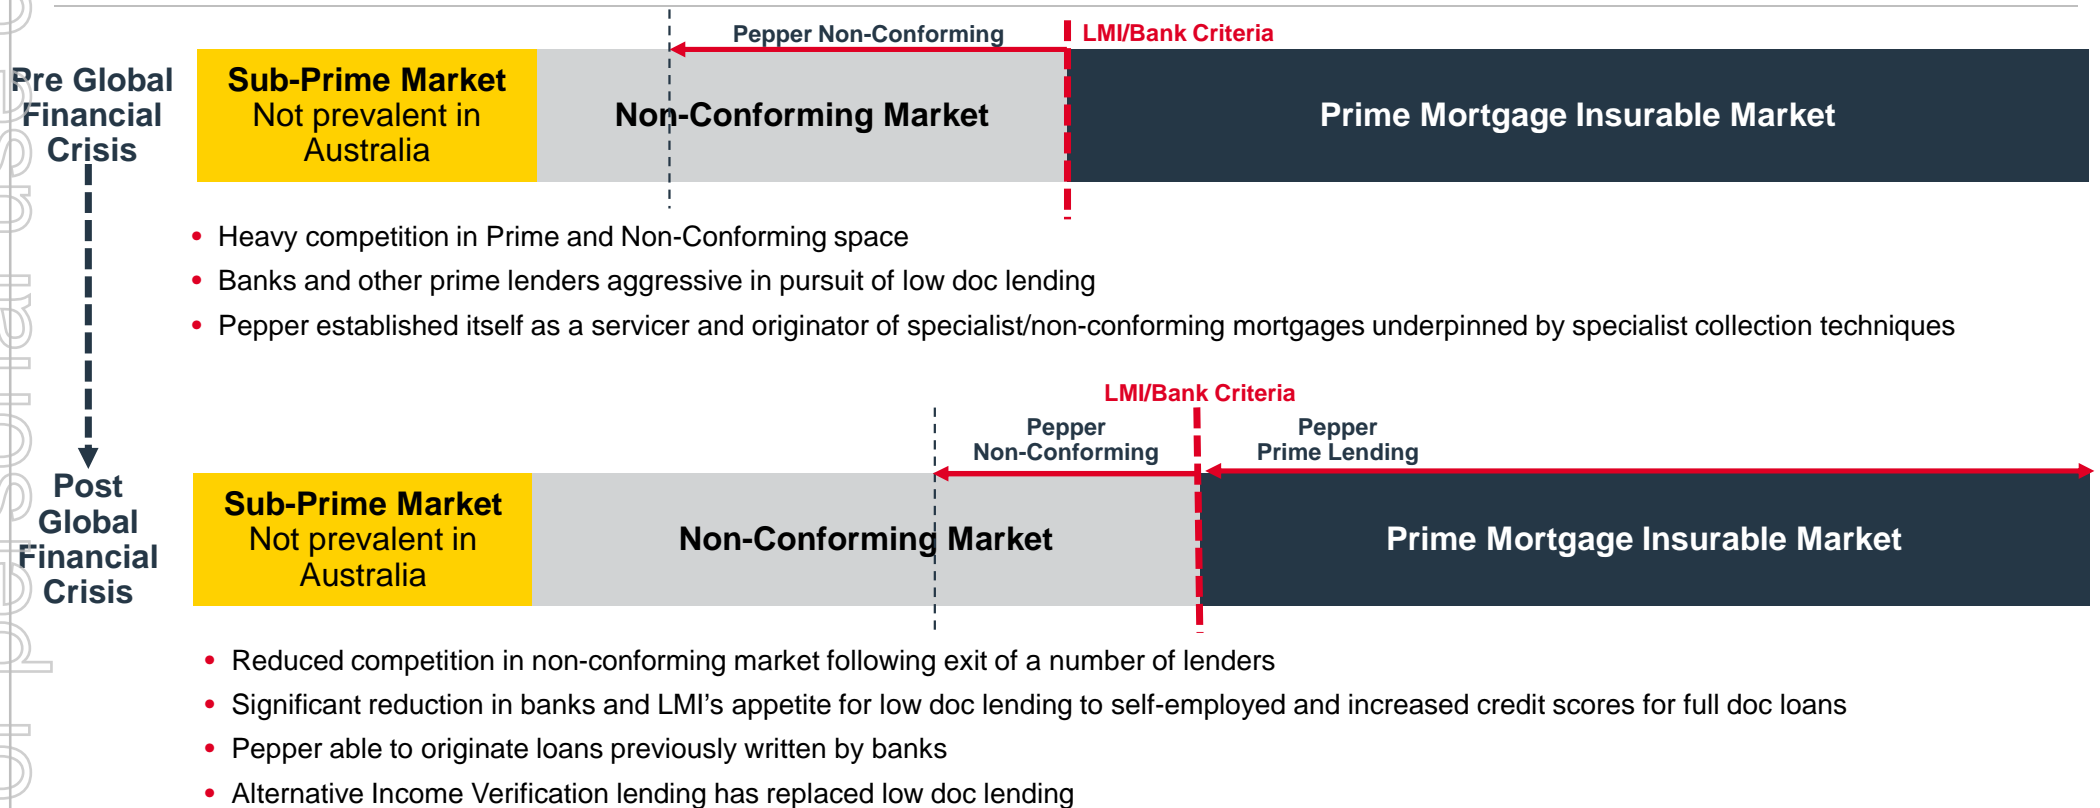 Pepper Non-Conforming
LMI/Bank Criteria
Pre Global
Financial
Crisis
Sub-Prime Market
Not prevalent in
Australia
Non-Conforming Market
Prime Mortgage Insurable Market
• Heavy competition in Prime and Non-Conforming space
• Banks and other prime lenders aggressive in pursuit of low doc lending
• Pepper established itself as a servicer and originator of specialist/non-conforming mortgages underpinned by specialist collection techniques
LMI/Bank Criteria
Pepper
Non-Conforming
Pepper
Prime Lending
Post
Global
Financial
Crisis
Sub-Prime Market
Not prevalent in
Australia
Non-Conforming Market
Prime Mortgage Insurable Market
• Reduced competition in non-conforming market following exit of a number of lenders
• Significant reduction in banks and LMI's appetite for low doc lending to self-employed and increased credit scores for full doc loans
• Pepper able to originate loans previously written by banks
• Alternative Income Verification lending has replaced low doc lending
personal use